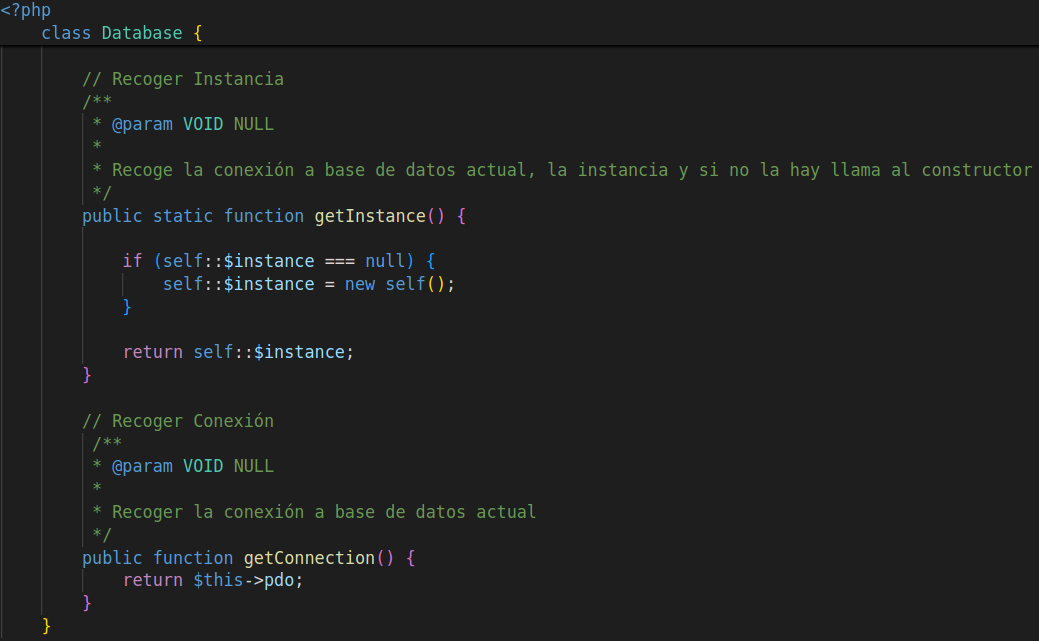 <?php
class Database {
// Recoger Instancia
/**
* @param VOID NULL
*
* Recoge la conexión a base de datos actual, la instancia y si no la hay llama al constructor
*/
public static function getInstance() {
if (self::$instance === null) {
self::$instance = new self();
}
return self::$instance;
}
// Recoger Conexión
/**
* @param VOID NULL
*
* Recoger la conexión a base de datos actual
*/
public function getConnection() {
return $this->pdo;
}
}